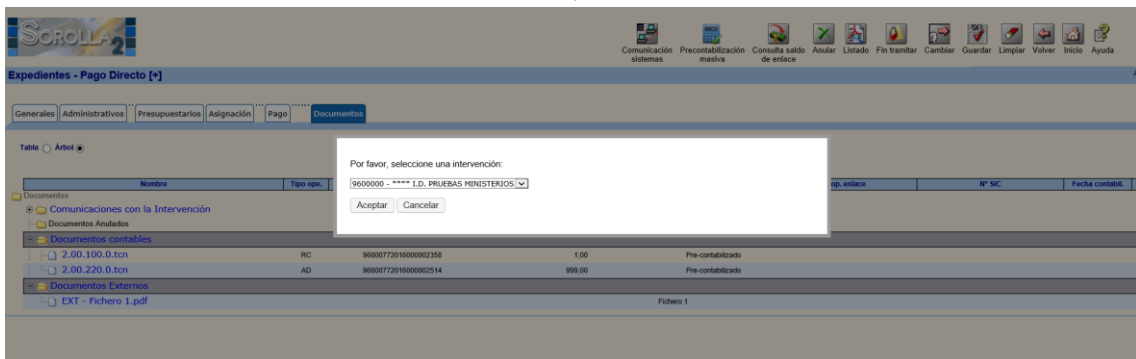 SOROLLA2
Comunicación sistemas Precontabilización masiva Consulta saldo de enlace Anular Listado Fin tramitar Cambiar Guardar Limpiar Volver Inicio Ayuda
Expedientes - Pago Directo [+]
Generales Administrativos Presupuestarios Asignación Pago Documentos
Tabla Árbol
Por favor, seleccione una intervención:
9600000 - **** I.D. PRUEBAS MINISTERIOS
Aceptar Cancelar
Nombre Tipo ope. op. enlace Nº SIC Fecha contabil.
Documentos
Comunicaciones con la Intervención
Documentos Anulados
Documentos contables
2.00.100.0.tcn RC 96800772016000002358 1,00 Pre-contabilizado
2.00.220.0.tcn AD 96800772016000002514 999,00 Pre-contabilizado
Documentos Externos
EXT - Fichero 1.pdf Fichero 1